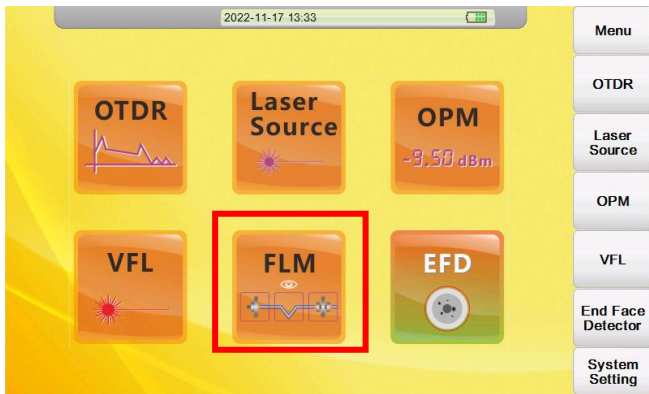 2022-11-17 13:33
Menu
OTDR
Laser
Source
OPM
-9.50 dBm
VFL
FLM
EFD
OTDR
Laser
Source
OPM
VFL
End Face
Detector
System
Setting